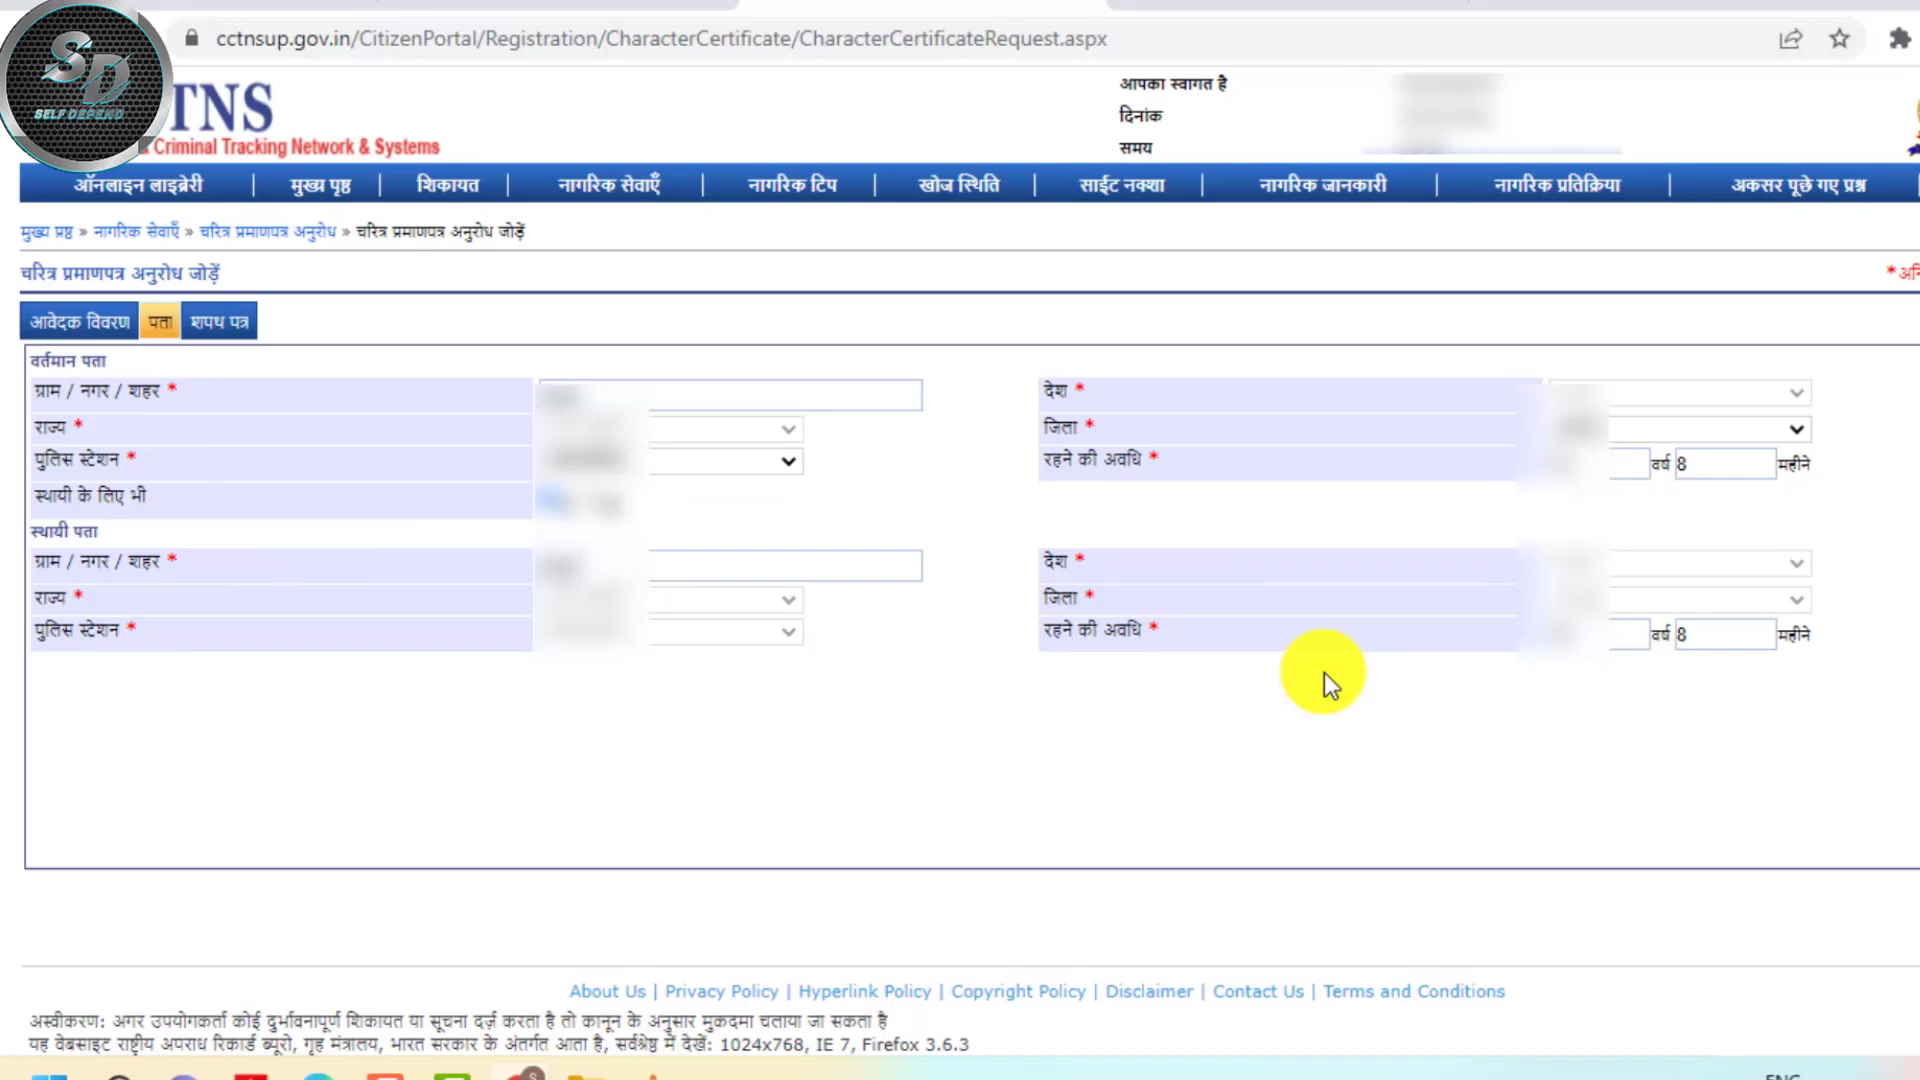 cctnsup.gov.in/CitizenPortal/Registration/CharacterCertificate/CharacterCertificateRequest.aspx
SD
SELF DEPEND
TNS
Criminal Tracking Network & Systems
आपका स्वागत है
दिनांक
समय
ऑनलाइन लाइब्रेरी | मुख्य पृष्ठ | शिकायत | नागरिक सेवाएँ | नागरिक टिप | खोज स्थिति | साईट नक्शा | नागरिक जानकारी | नागरिक प्रतिक्रिया | अकसर पूछे गए प्रश्न
मुख्य प्रष्ठ » नागरिक सेवाएँ » चरित्र प्रमाणपत्र अनुरोध » चरित्र प्रमाणपत्र अनुरोध जोड़ें
चरित्र प्रमाणपत्र अनुरोध जोड़ें
आवेदक विवरण पता शपथ पत्र
वर्तमान पता
ग्राम / नगर / शहर * देश *
राज्य * जिला *
पुलिस स्टेशन * रहने की अवधि * वर्ष 8 महीने
स्थायी के लिए भी
स्थायी पता
ग्राम / नगर / शहर * देश *
राज्य * जिला *
पुलिस स्टेशन * रहने की अवधि * वर्ष 8 महीने
About Us | Privacy Policy | Hyperlink Policy | Copyright Policy | Disclaimer | Contact Us | Terms and Conditions
अस्वीकरण: अगर उपयोगकर्ता कोई दुर्भावनापूर्ण शिकायत या सूचना दर्ज़ करता है तो कानून के अनुसार मुकदमा चलाया जा सकता है
यह वेबसाइट राष्ट्रीय अपराध रिकार्ड ब्यूरो, गृह मंत्रालय, भारत सरकार के अंतर्गत आता है, सर्वश्रेष्ठ में देखें: 1024x768, IE 7, Firefox 3.6.3